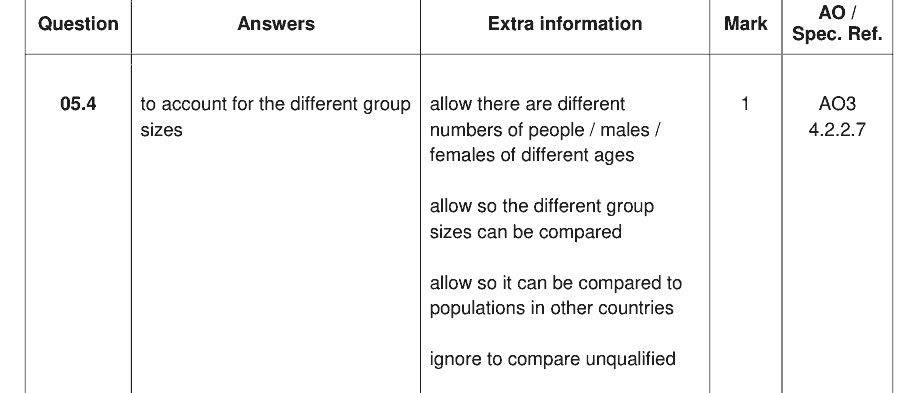 Question Answers Extra information Mark AO /
Spec. Ref.
05.4 to account for the different group allow there are different 1 AO3
sizes numbers of people / males / 4.2.2.7
females of different ages
allow so the different group
sizes can be compared
allow so it can be compared to
populations in other countries
ignore to compare unqualified